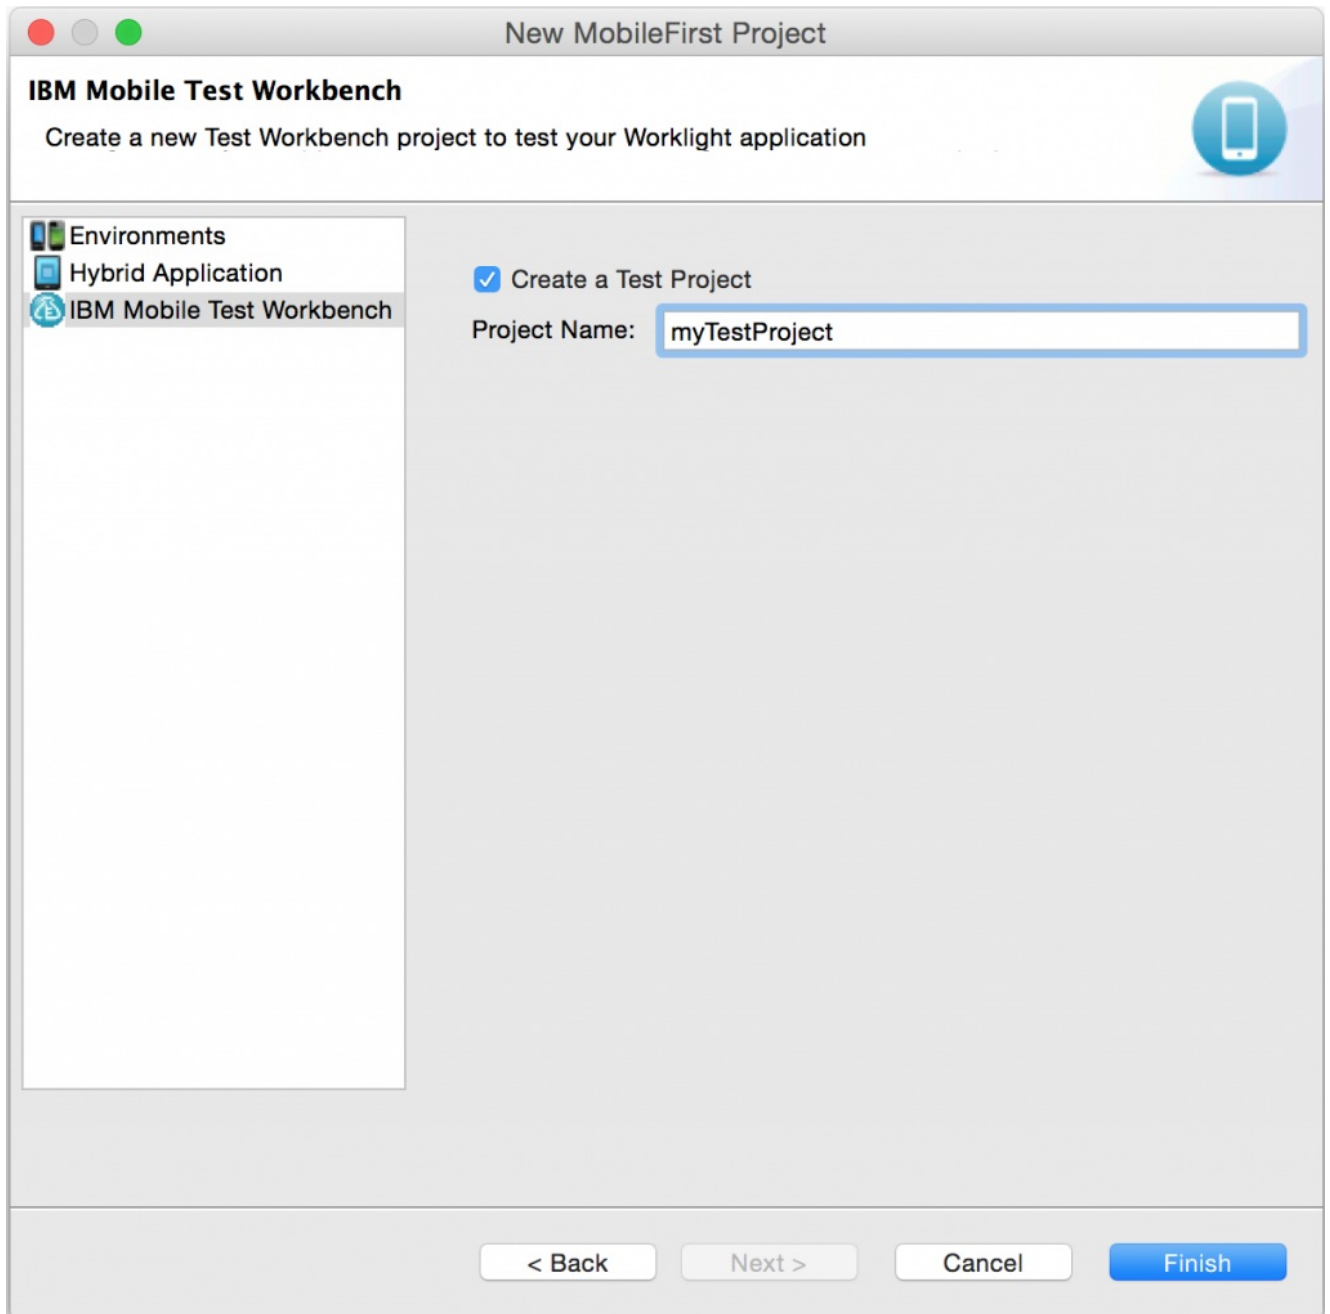 New MobileFirst Project
IBM Mobile Test Workbench
Create a new Test Workbench project to test your Worklight application
Environments
Hybrid Application
IBM Mobile Test Workbench
Create a Test Project
Project Name: myTestProject
< Back Next > Cancel Finish